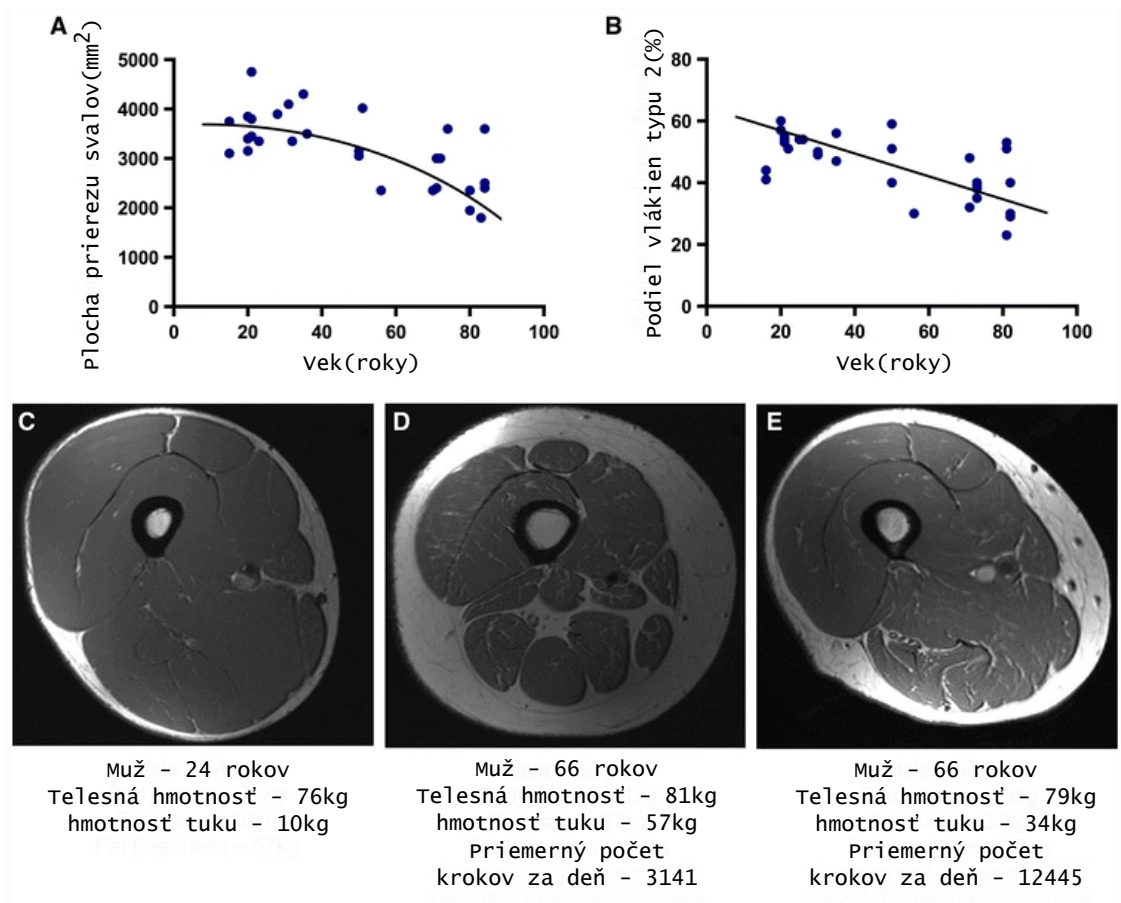 A
Plocha prierezu svalov(mm2)
5000
4000
3000
2000
1000
0
0 20 40 60 80 100
Vek(roky)
B
Podiel vlákien typu 2(%)
80
60
40
20
0
0 20 40 60 80 100
Vek(roky)
C
Muž - 24 rokov
Telesná hmotnosť - 76kg
hmotnosť tuku - 10kg
D
Muž - 66 rokov
Telesná hmotnosť - 81kg
hmotnosť tuku - 57kg
Priemerný počet
krokov za deň - 3141
E
Muž - 66 rokov
Telesná hmotnosť - 79kg
hmotnosť tuku - 34kg
Priemerný počet
krokov za deň - 12445